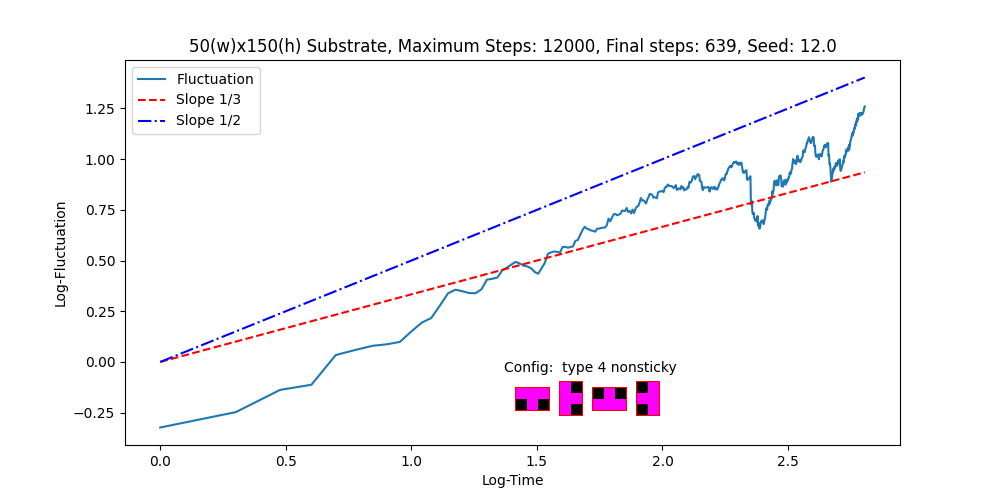 50(w)x150(h) Substrate, Maximum Steps: 12000, Final steps: 639, Seed: 12.0
Fluctuation
Slope 1/3
Slope 1/2
1.25
1.00
0.75
0.50
0.25
0.00
−0.25
Log-Fluctuation
Config:  type 4 nonsticky
0.0
0.5
1.0
1.5
2.0
2.5
Log-Time